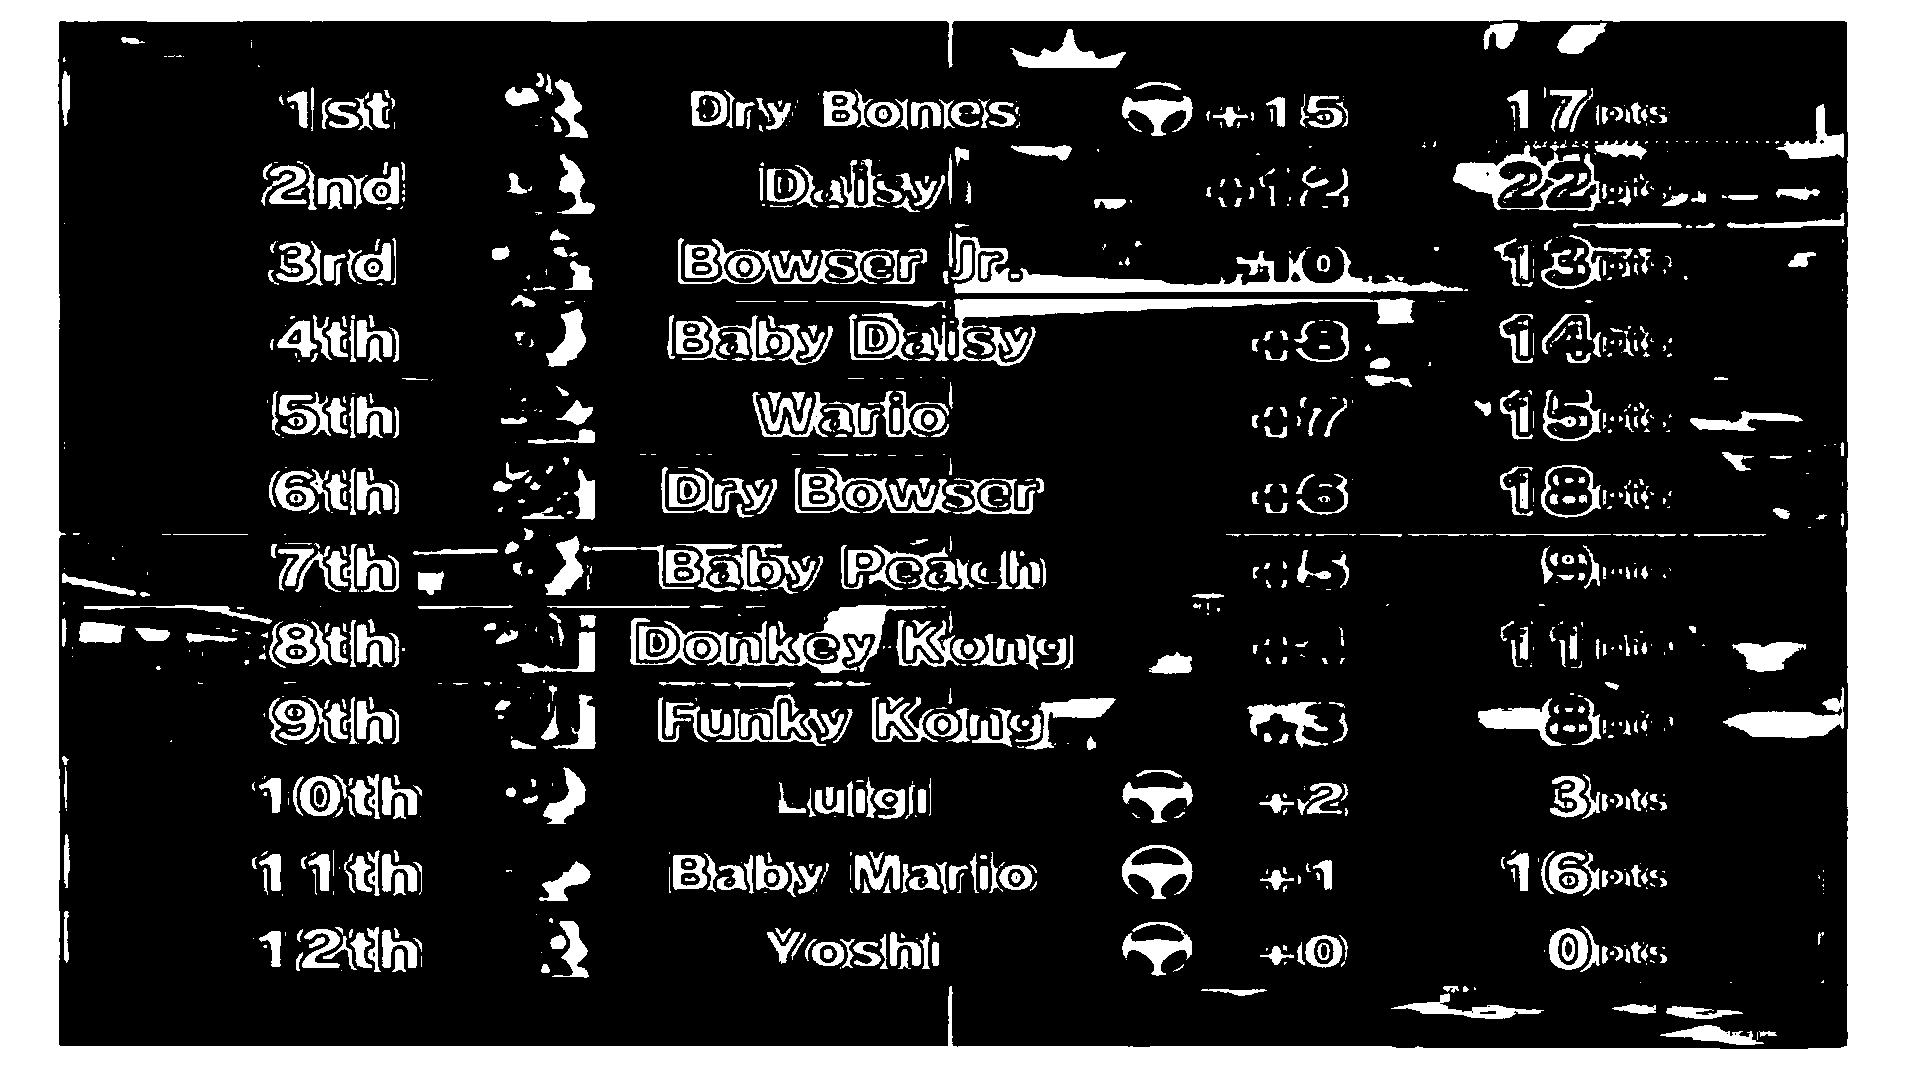 1st Dry Bones +15 17pts
2nd Daisy +12 22pts
3rd Bowser Jr. +10 13pts
4th Baby Daisy +8 14pts
5th Wario +7 15pts
6th Dry Bowser +6 18pts
7th Baby Peach +5 9pts
8th Donkey Kong +4 11pts
9th Funky Kong +3 8pts
10th Luigi +2 3pts
11th Baby Mario +1 16pts
12th Yoshi +0 0pts